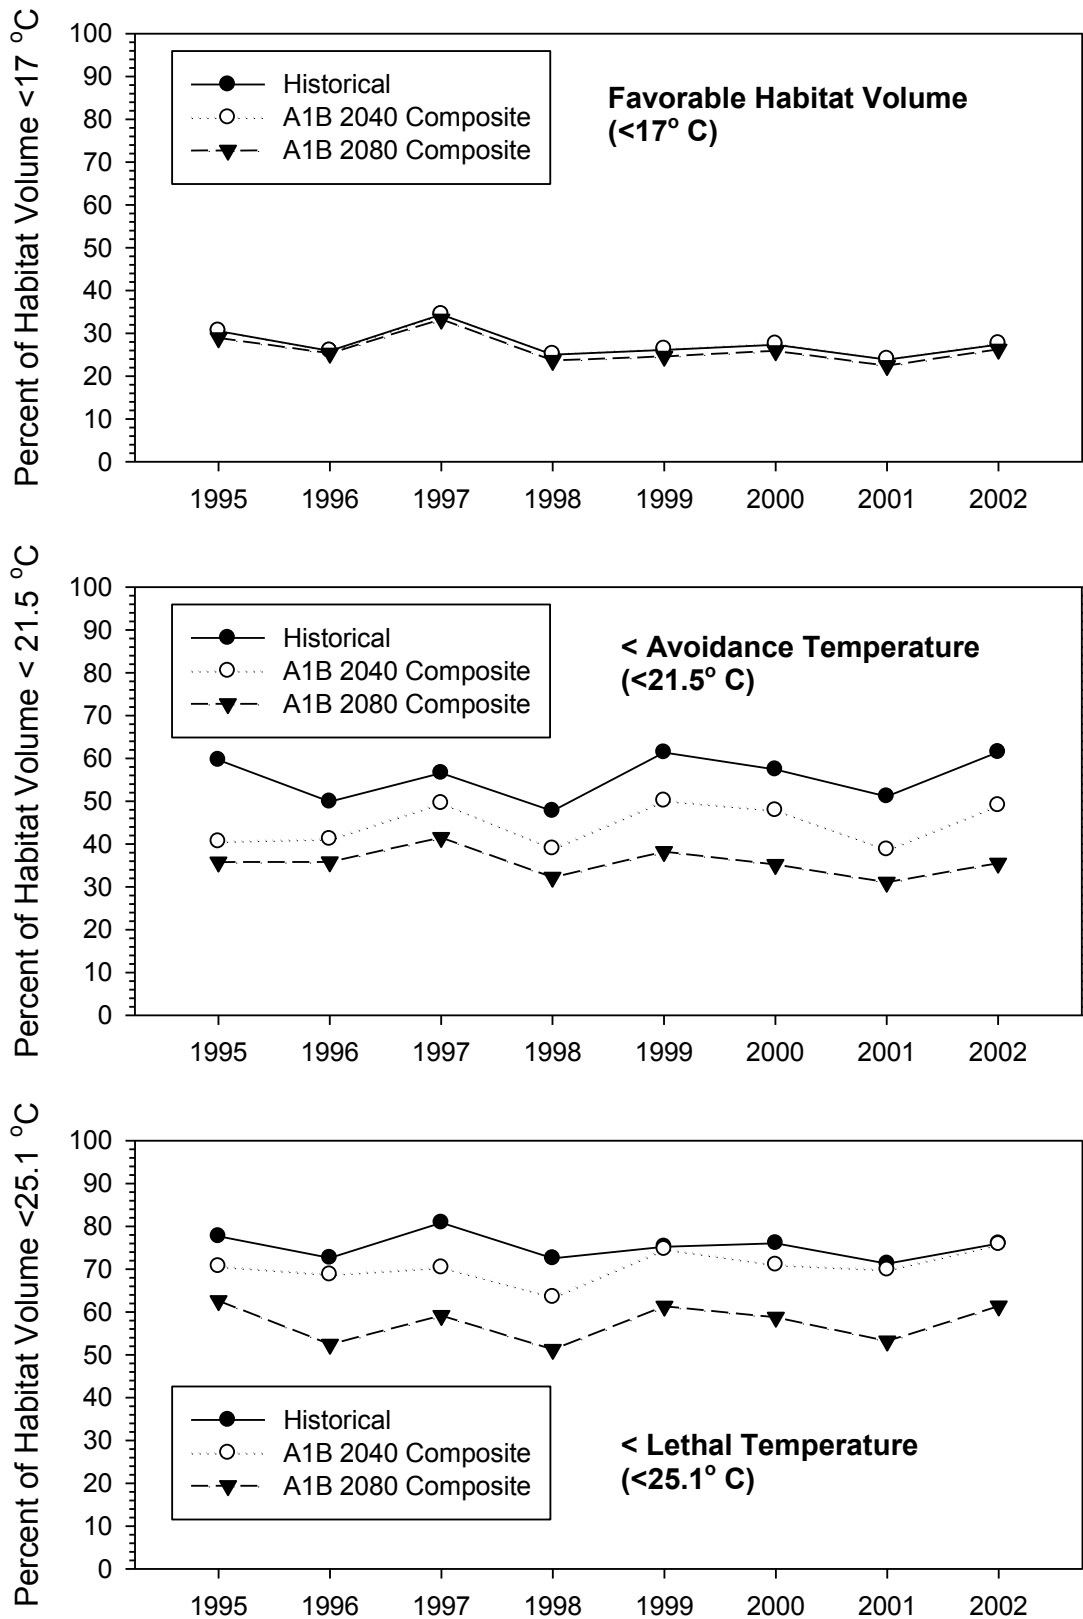 Percent of Habitat Volume <17 °C
100
90
80
70
60
50
40
30
20
10
0
Historical
A1B 2040 Composite
A1B 2080 Composite
Favorable Habitat Volume
(<17° C)
1995 1996 1997 1998 1999 2000 2001 2002
Percent of Habitat Volume < 21.5 °C
100
90
80
70
60
50
40
30
20
10
0
Historical
A1B 2040 Composite
A1B 2080 Composite
< Avoidance Temperature
(<21.5° C)
1995 1996 1997 1998 1999 2000 2001 2002
Percent of Habitat Volume <25.1 °C
100
90
80
70
60
50
40
30
20
10
0
Historical
A1B 2040 Composite
A1B 2080 Composite
< Lethal Temperature
(<25.1° C)
1995 1996 1997 1998 1999 2000 2001 2002